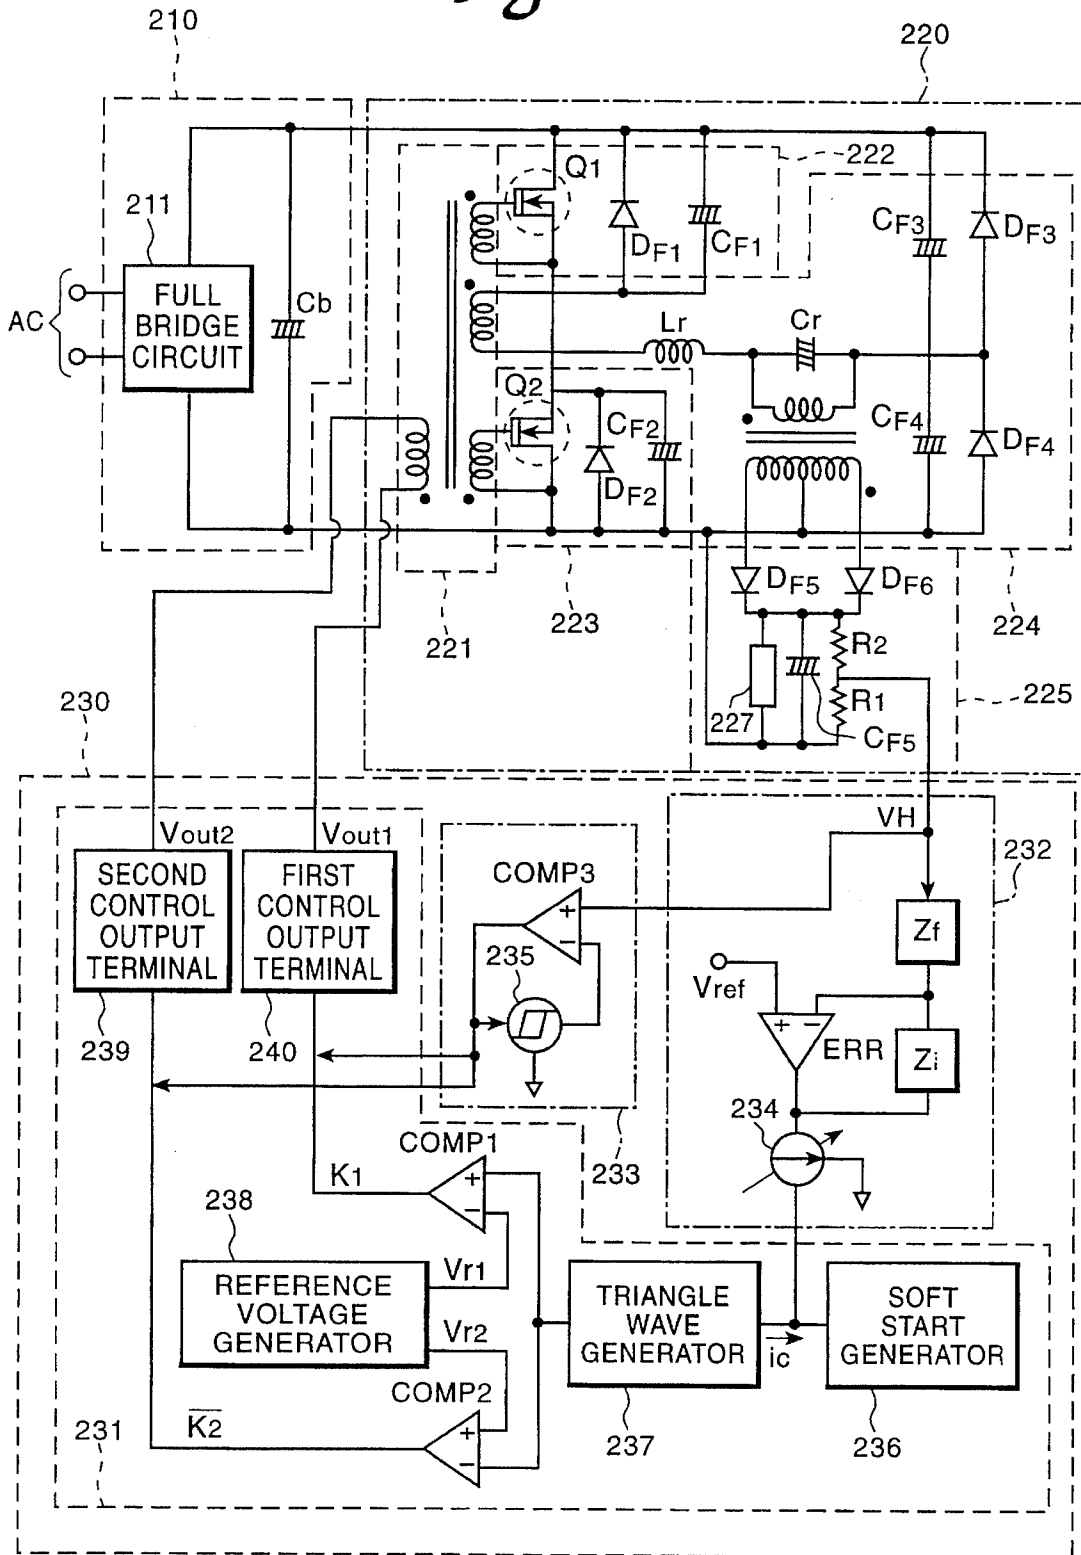 210
220
211
FULL
BRIDGE
CIRCUIT
AC
Cb
Q1
222
DF1
CF1
CF3
DF3
Lr
Cr
Q2
CF2
DF2
CF4
DF4
221
223
224
DF5
DF6
R2
R1
227
CF5
225
230
Vout2
Vout1
SECOND
CONTROL
OUTPUT
TERMINAL
FIRST
CONTROL
OUTPUT
TERMINAL
239
240
COMP3
+
−
235
233
VH
232
Zf
Vref
+ −
ERR
Zi
234
COMP1
K1
+
−
238
REFERENCE
VOLTAGE
GENERATOR
Vr1
Vr2
COMP2
K̅2̅
+
−
TRIANGLE
WAVE
GENERATOR
ic
SOFT
START
GENERATOR
231
237
236